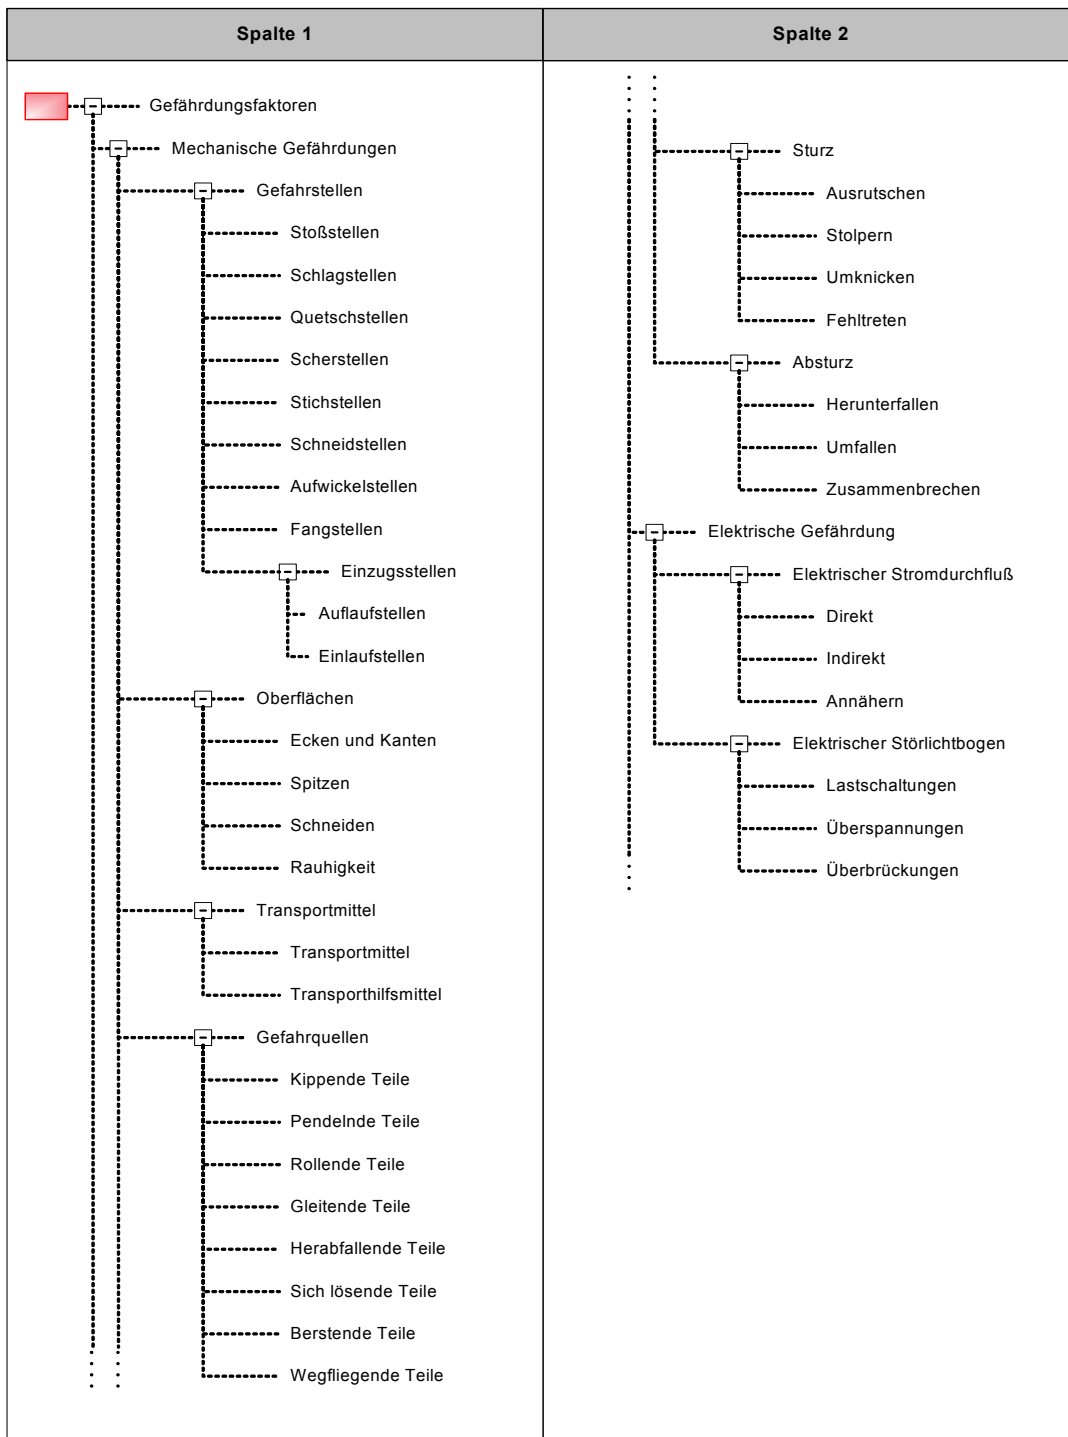 Spalte 1
Gefährdungsfaktoren
Mechanische Gefährdungen
Gefahrstellen
Stoßstellen
Schlagstellen
Quetschstellen
Scherstellen
Stichstellen
Schneidstellen
Aufwickelstellen
Fangstellen
Einzugsstellen
Auflaufstellen
Einlaufstellen
Oberflächen
Ecken und Kanten
Spitzen
Schneiden
Rauhigkeit
Transportmittel
Transportmittel
Transporthilfsmittel
Gefahrquellen
Kippende Teile
Pendelnde Teile
Rollende Teile
Gleitende Teile
Herabfallende Teile
Sich lösende Teile
Berstende Teile
Wegfliegende Teile
Spalte 2
Sturz
Ausrutschen
Stolpern
Umknicken
Fehltreten
Absturz
Herunterfallen
Umfallen
Zusammenbrechen
Elektrische Gefährdung
Elektrischer Stromdurchfluß
Direkt
Indirekt
Annähern
Elektrischer Störlichtbogen
Lastschaltungen
Überspannungen
Überbrückungen